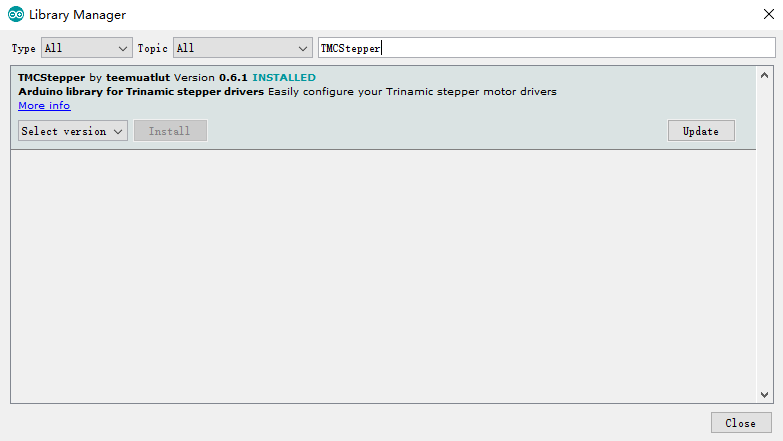 Library Manager
Type All Topic All TMCStepper
TMCStepper by teemuatlut Version 0.6.1 INSTALLED
Arduino library for Trinamic stepper drivers Easily configure your Trinamic stepper motor drivers
More info
Select version Install Update
Close